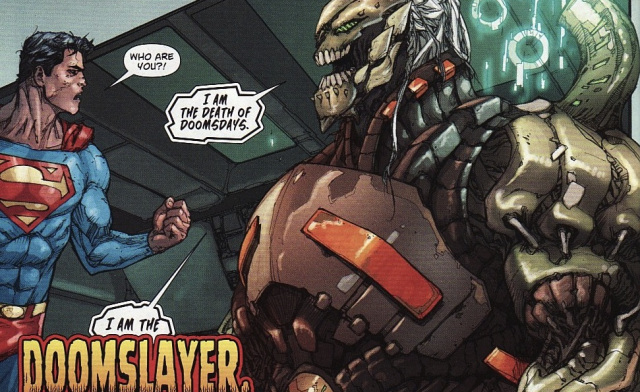 WHO ARE
YOU?!
I AM
THE DEATH OF
DOOMSDAYS.
I AM THE
DOOMSLAYER.